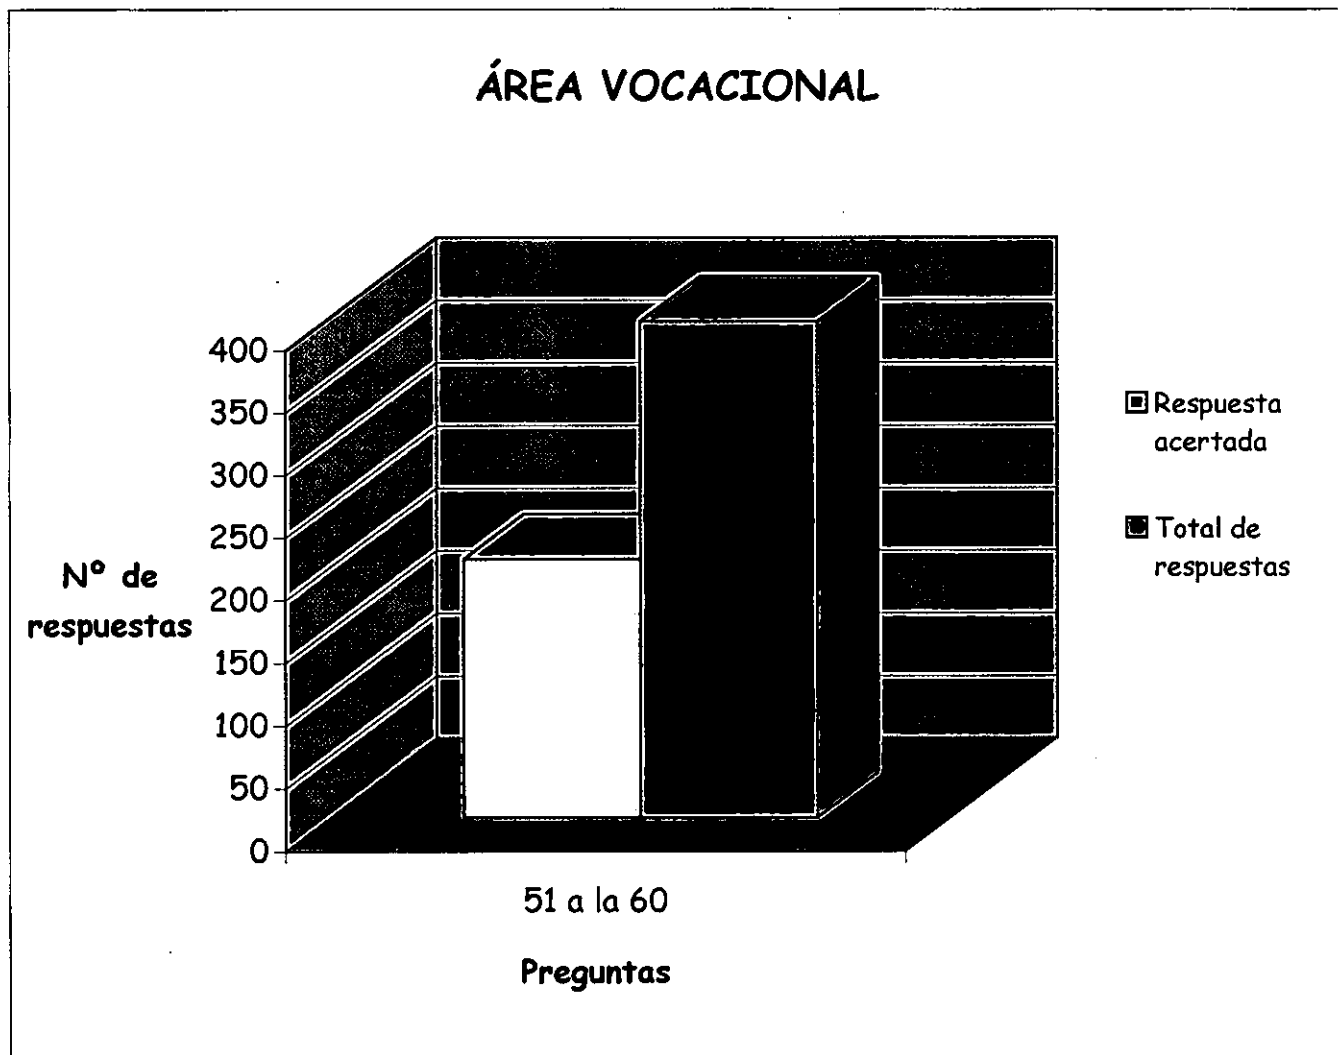 ÁREA VOCACIONAL
400
350
300
250
200
150
100
50
0
Nº de
respuestas
51 a la 60
Preguntas
Respuesta
acertada
Total de
respuestas